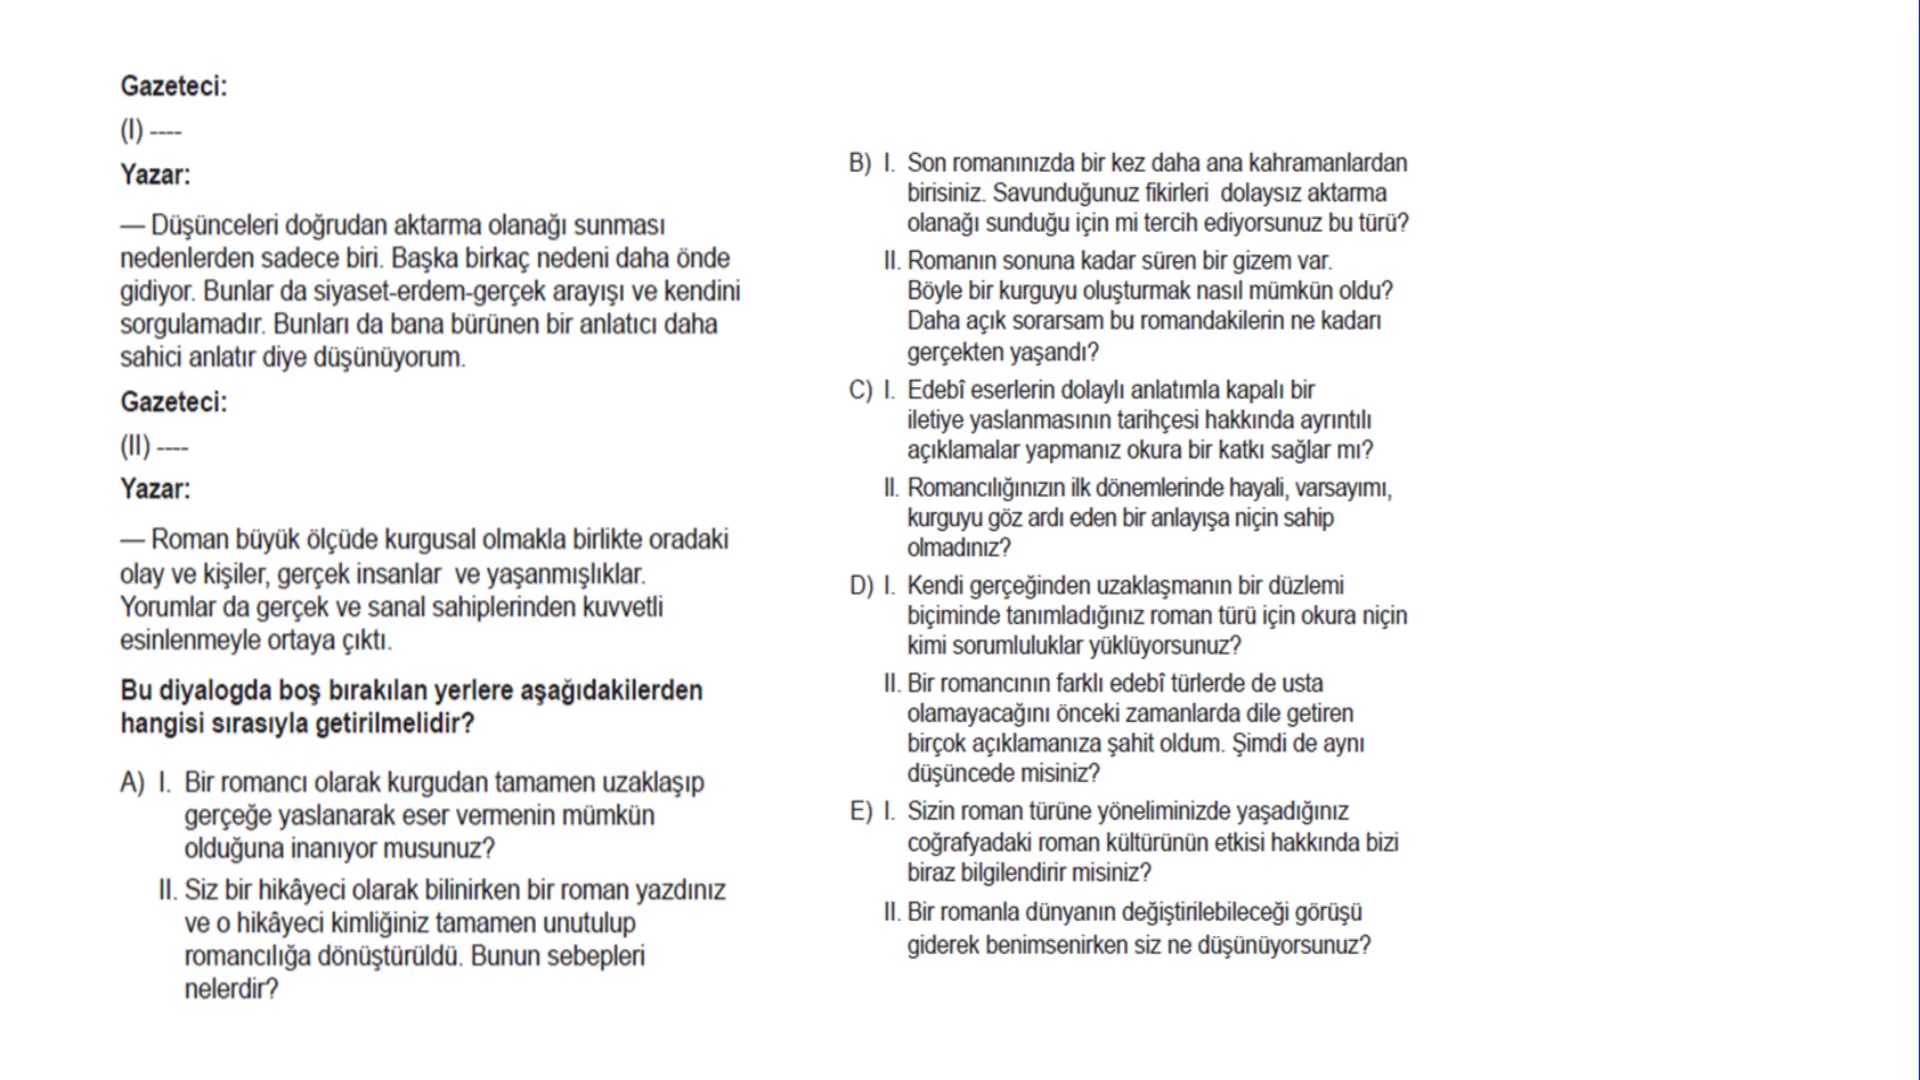 Gazeteci:
(I) ----
Yazar:
— Düşünceleri doğrudan aktarma olanağı sunması
nedenlerden sadece biri. Başka birkaç nedeni daha önde
gidiyor. Bunlar da siyaset-erdem-gerçek arayışı ve kendini
sorgulamadır. Bunları da bana bürünen bir anlatıcı daha
sahici anlatır diye düşünüyorum.
Gazeteci:
(II) ----
Yazar:
— Roman büyük ölçüde kurgusal olmakla birlikte oradaki
olay ve kişiler, gerçek insanlar ve yaşanmışlıklar.
Yorumlar da gerçek ve sanal sahiplerinden kuvvetli
esinlenmeyle ortaya çıktı.
Bu diyalogda boş bırakılan yerlere aşağıdakilerden
hangisi sırasıyla getirilmelidir?
A) I. Bir romancı olarak kurgudan tamamen uzaklaşıp
gerçeğe yaslanarak eser vermenin mümkün
olduğuna inanıyor musunuz?
II. Siz bir hikâyeci olarak bilinirken bir roman yazdınız
ve o hikâyeci kimliğiniz tamamen unutulup
romancılığa dönüştürüldü. Bunun sebepleri
nelerdir?
B) I. Son romanınızda bir kez daha ana kahramanlardan
birisiniz. Savunduğunuz fikirleri dolaysız aktarma
olanağı sunduğu için mi tercih ediyorsunuz bu türü?
II. Romanın sonuna kadar süren bir gizem var.
Böyle bir kurguyu oluşturmak nasıl mümkün oldu?
Daha açık sorarsam bu romandakilerin ne kadarı
gerçekten yaşandı?
C) I. Edebî eserlerin dolaylı anlatımla kapalı bir
iletiye yaslanmasının tarihçesi hakkında ayrıntılı
açıklamalar yapmanız okura bir katkı sağlar mı?
II. Romancılığınızın ilk dönemlerinde hayali, varsayımı,
kurguyu göz ardı eden bir anlayışa niçin sahip
olmadınız?
D) I. Kendi gerçeğinden uzaklaşmanın bir düzlemi
biçiminde tanımladığınız roman türü için okura niçin
kimi sorumluluklar yüklüyorsunuz?
II. Bir romancının farklı edebî türlerde de usta
olamayacağını önceki zamanlarda dile getiren
birçok açıklamanıza şahit oldum. Şimdi de aynı
düşüncede misiniz?
E) I. Sizin roman türüne yöneliminizde yaşadığınız
coğrafyadaki roman kültürünün etkisi hakkında bizi
biraz bilgilendirir misiniz?
II. Bir romanla dünyanın değiştirilebileceği görüşü
giderek benimsenirken siz ne düşünüyorsunuz?